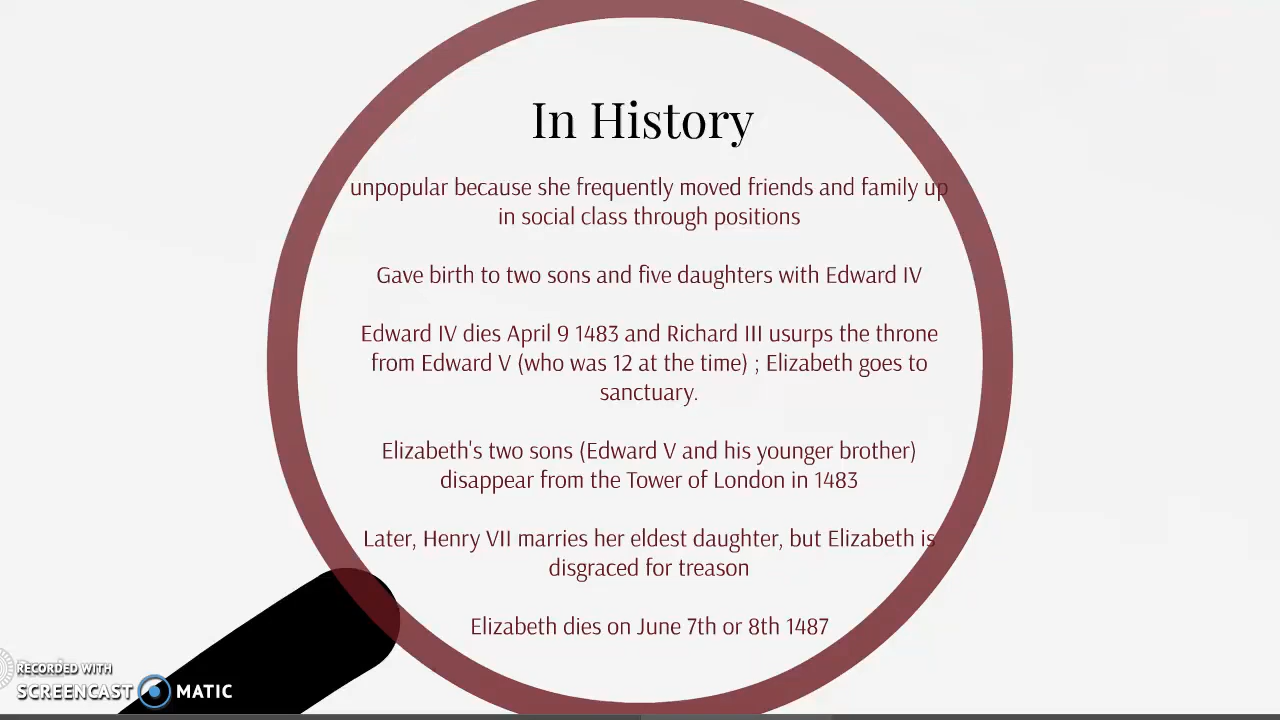 In History
unpopular because she frequently moved friends and family up
in social class through positions
Gave birth to two sons and five daughters with Edward IV
Edward IV dies April 9 1483 and Richard III usurps the throne
from Edward V (who was 12 at the time) ; Elizabeth goes to
sanctuary.
Elizabeth's two sons (Edward V and his younger brother)
disappear from the Tower of London in 1483
Later, Henry VII marries her eldest daughter, but Elizabeth is
disgraced for treason
Elizabeth dies on June 7th or 8th 1487
RECORDED WITH
SCREENCAST MATIC